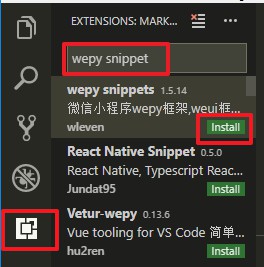 EXTENSIONS: MARK...
wepy snippet
wepy snippets 1.5.14
微信小程序wepy框架,weui框...
wleven Install
React Native Snippet 0.5.0
React Native, Typescript Reac...
Jundat95 Install
Vetur-wepy 0.13.6
Vue tooling for VS Code 简单...
hu2ren Install